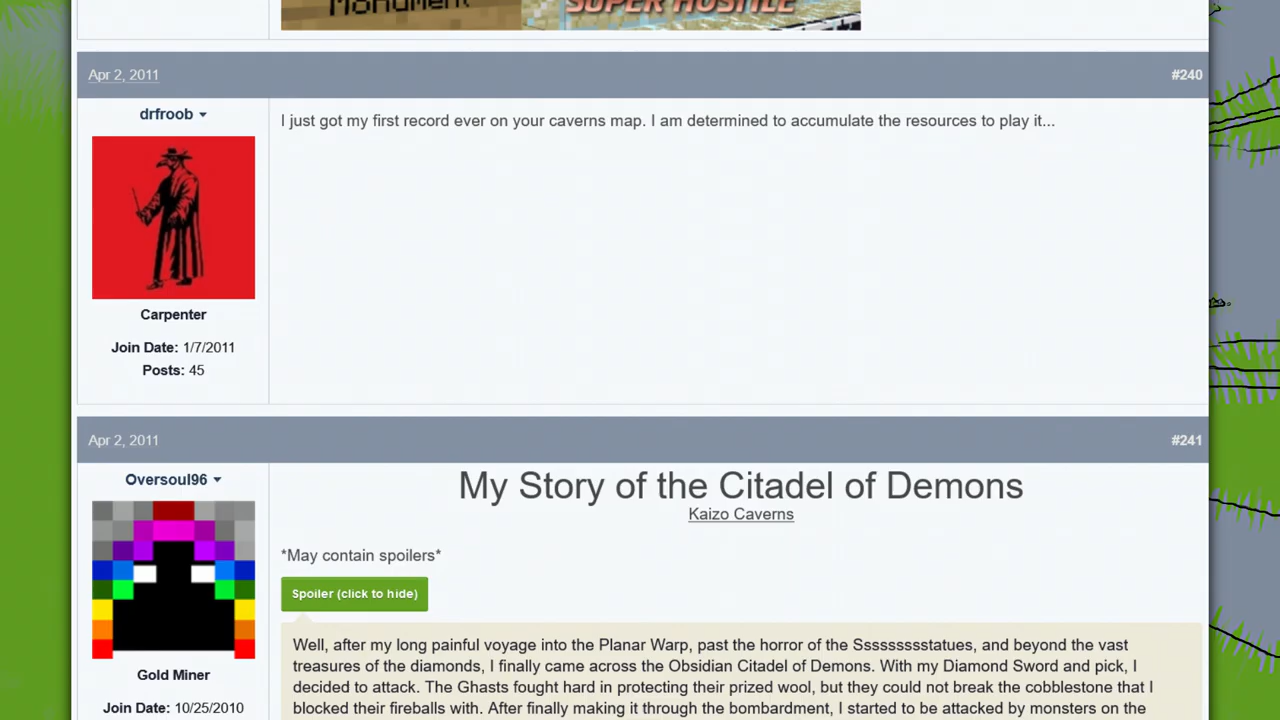 Monument
SUPER HOSTILE
Apr 2, 2011
#240
drfroob
I just got my first record ever on your caverns map. I am determined to accumulate the resources to play it...
Carpenter
Join Date: 1/7/2011
Posts: 45
Apr 2, 2011
#241
Oversoul96
My Story of the Citadel of Demons
Kaizo Caverns
*May contain spoilers*
Spoiler (click to hide)
Well, after my long painful voyage into the Planar Warp, past the horror of the Sssssssstatues, and beyond the vast
treasures of the diamonds, I finally came across the Obsidian Citadel of Demons. With my Diamond Sword and pick, I
decided to attack. The Ghasts fought hard in protecting their prized wool, but they could not break the cobblestone that I
blocked their fireballs with. After finally making it through the bombardment, I started to be attacked by monsters on the
Gold Miner
Join Date: 10/25/2010